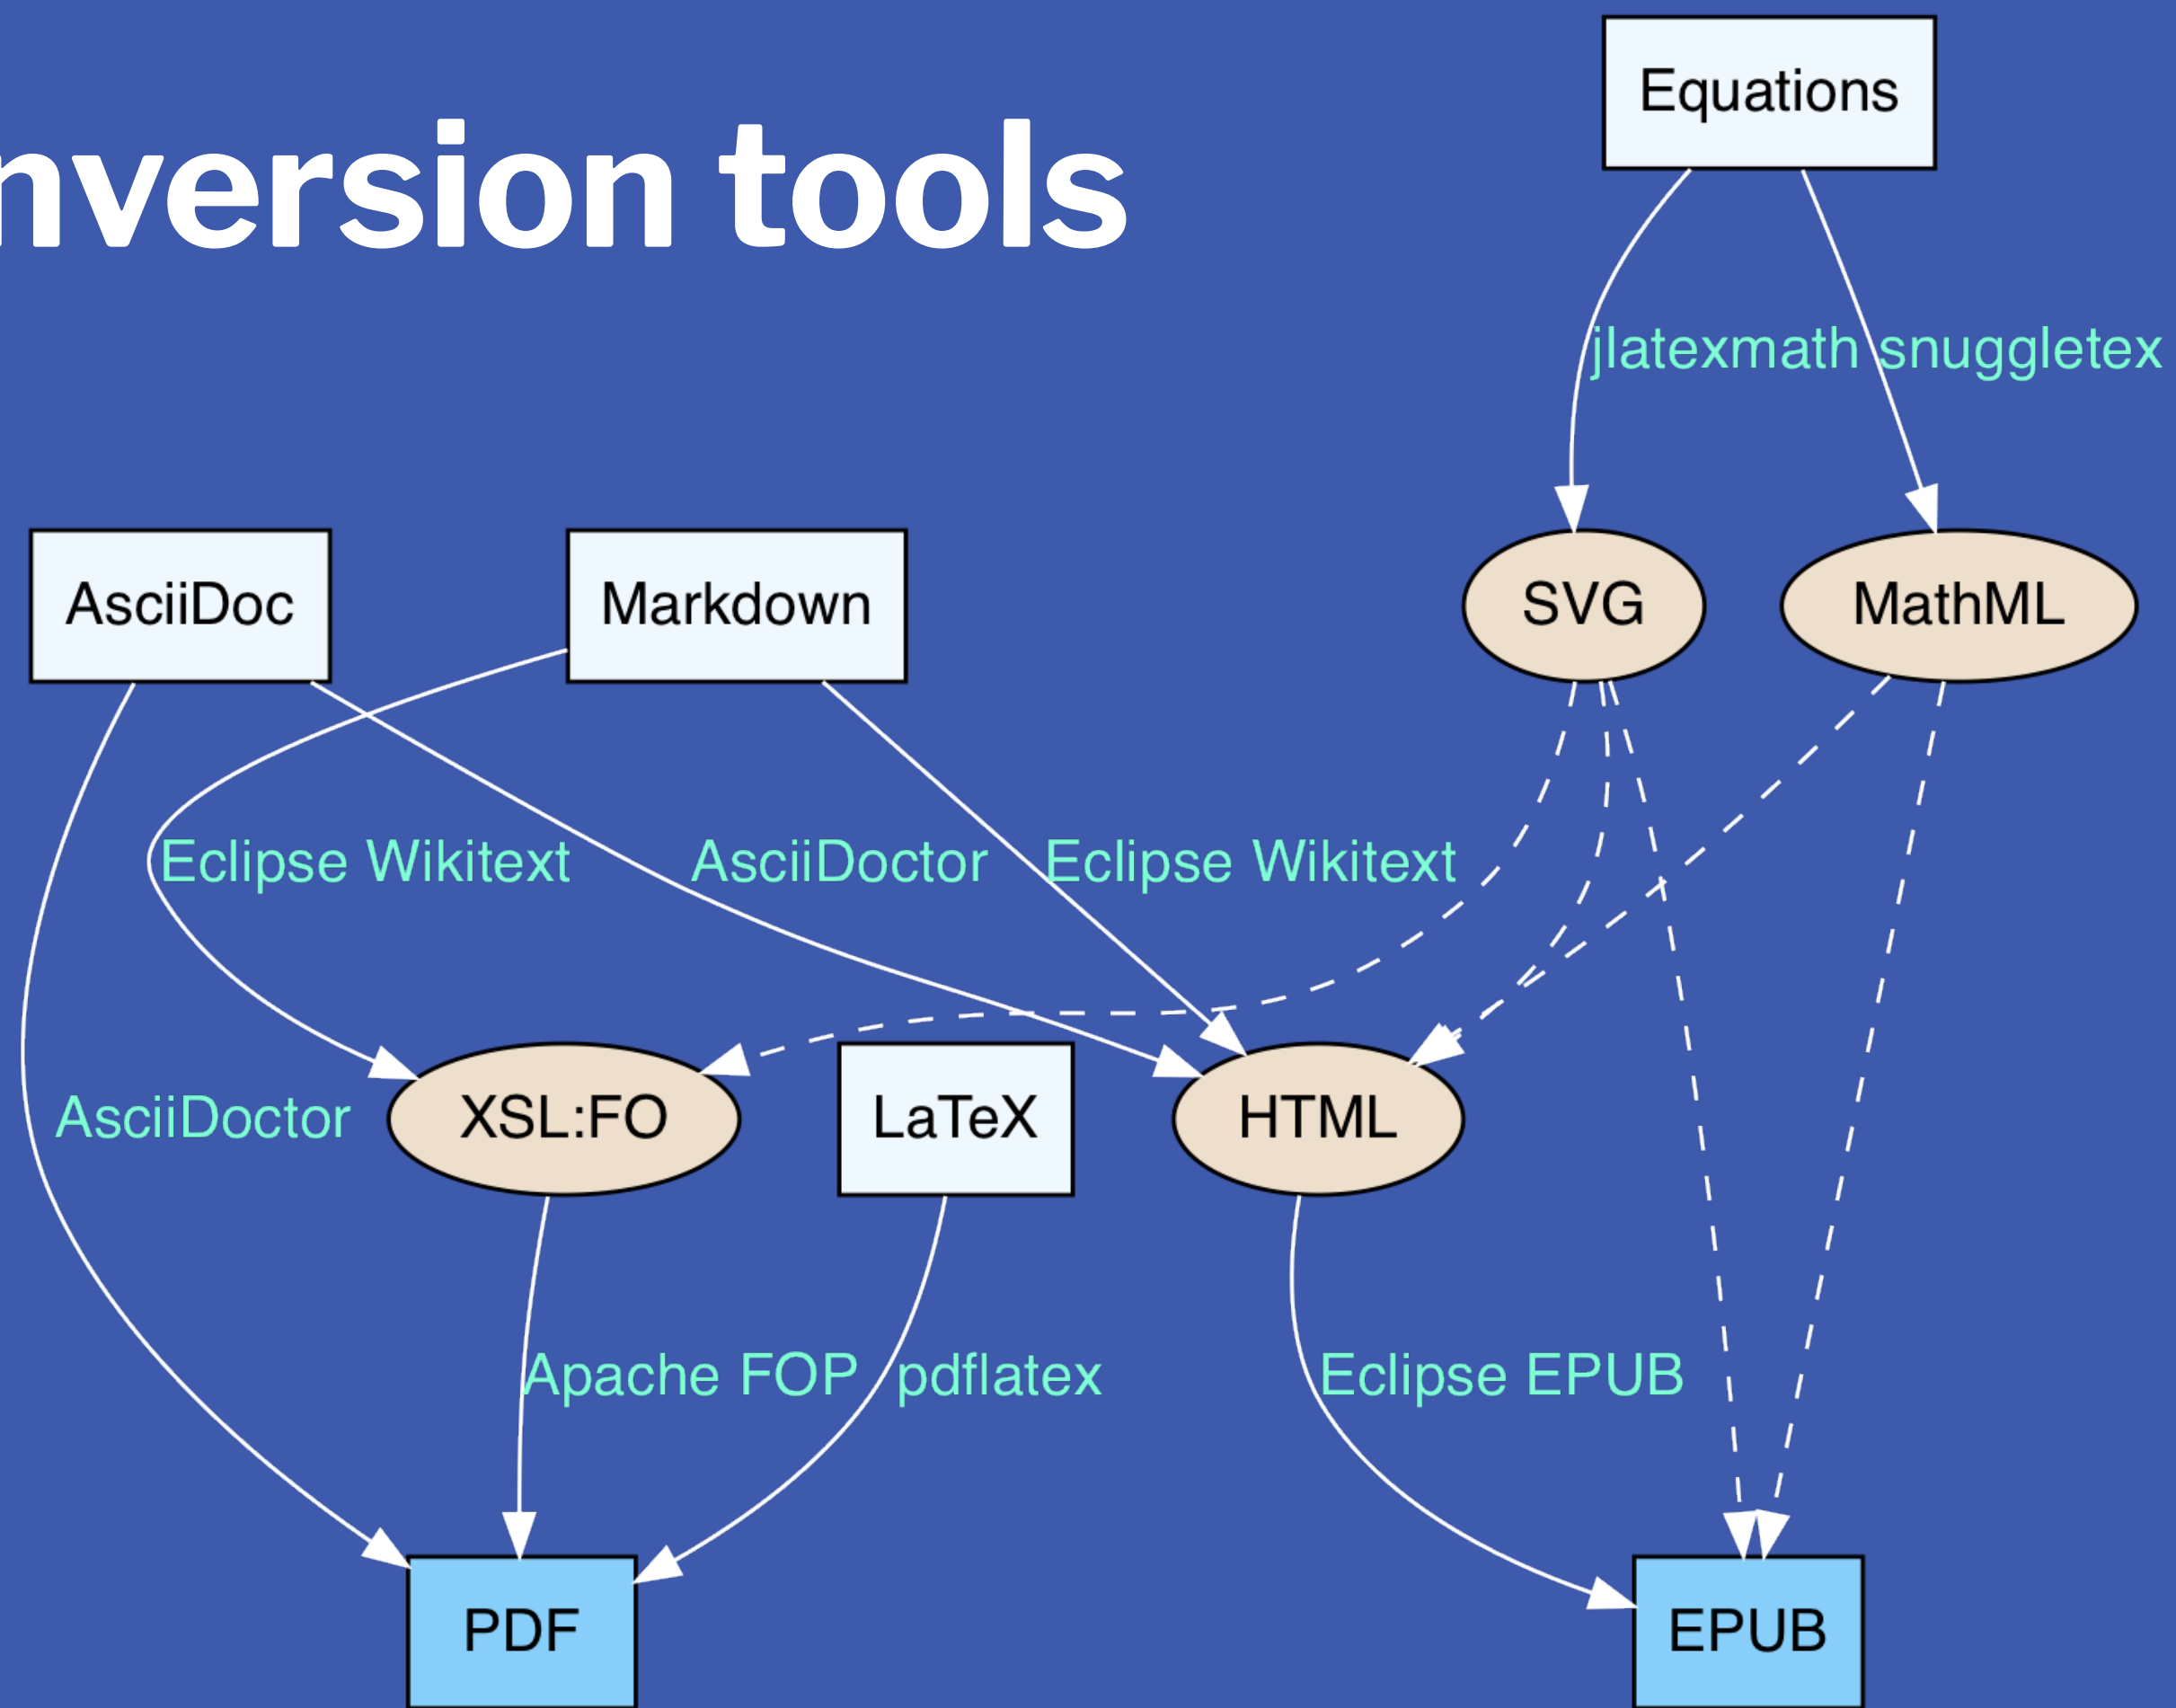 Equations
nversion tools
jlatexmath snuggletex
AsciiDoc
Markdown
SVG
MathML
Eclipse Wikitext
AsciiDoctor
Eclipse Wikitext
AsciiDoctor
XSL:FO
LaTeX
HTML
Apache FOP
pdflatex
Eclipse EPUB
PDF
EPUB